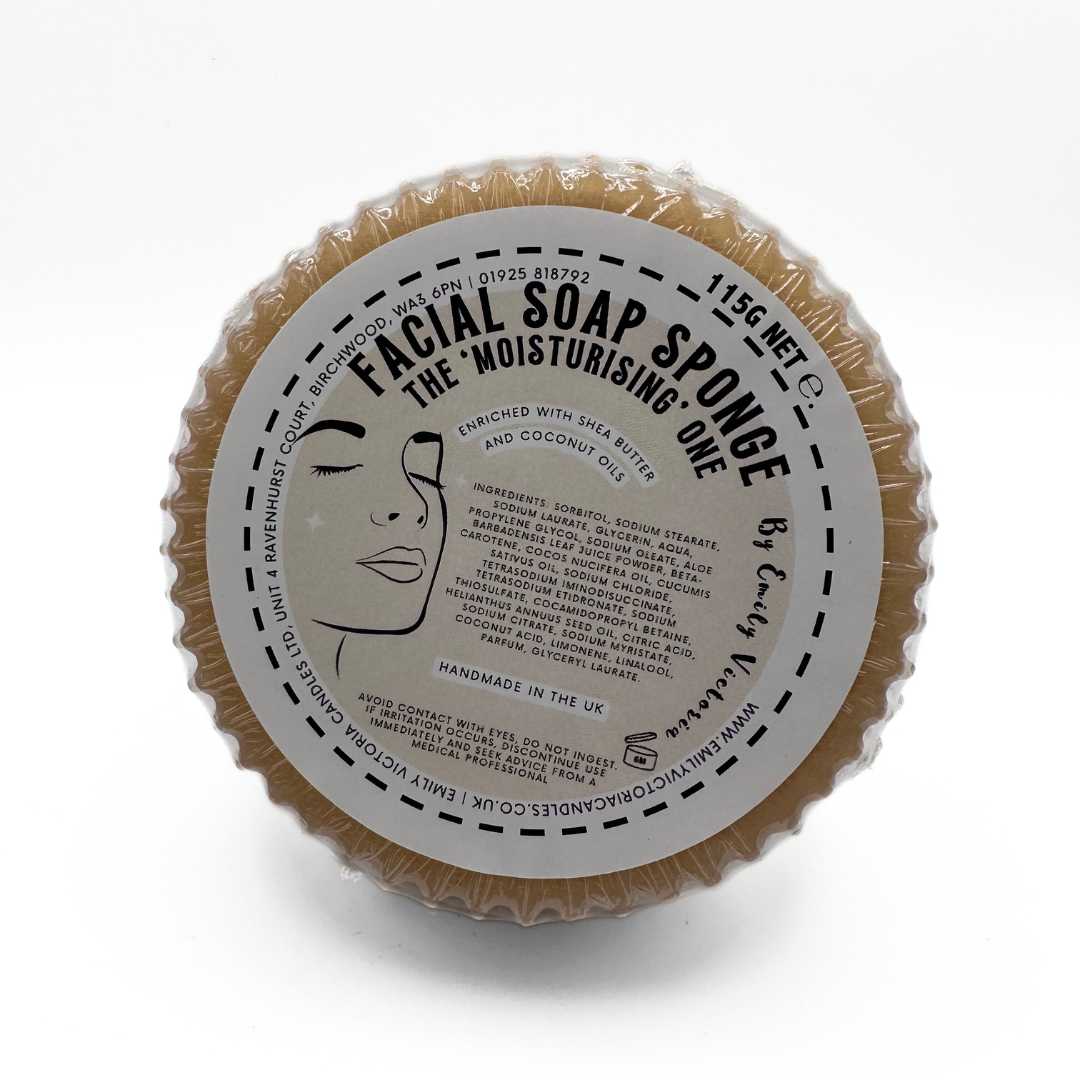 FACIAL SOAP SPONGE
THE 'MOISTURISING' ONE
ENRICHED WITH SHEA BUTTER
AND COCONUT OILS
INGREDIENTS: SORBITOL, SODIUM STEARATE,
SODIUM LAURATE, GLYCERIN, AQUA,
PROPYLENE GLYCOL, SODIUM OLEATE, ALOE
BARBADENSIS LEAF JUICE POWDER, BETA-
CAROTENE, COCOS NUCIFERA OIL, CUCUMIS
SATIVUS OIL, SODIUM CHLORIDE,
TETRASODIUM IMINODISUCCINATE,
TETRASODIUM ETIDRONATE, SODIUM
THIOSULFATE, COCAMIDOPROPYL BETAINE,
HELIANTHUS ANNUUS SEED OIL, CITRIC ACID,
SODIUM CITRATE, SODIUM MYRISTATE,
COCONUT ACID, LIMONENE, LINALOOL,
PARFUM, GLYCERYL LAURATE.
HANDMADE IN THE UK
AVOID CONTACT WITH EYES, DO NOT INGEST.
IF IRRITATION OCCURS, DISCONTINUE USE
IMMEDIATELY AND SEEK ADVICE FROM A
MEDICAL PROFESSIONAL
6M
By Emily Victoria
115G NET ℮.
WWW.EMILYVICTORIACANDLES.CO.UK | EMILY VICTORIA CANDLES LTD, UNIT 4 RAVENHURST COURT, BIRCHWOOD, WA3 6PN | 01925 818792